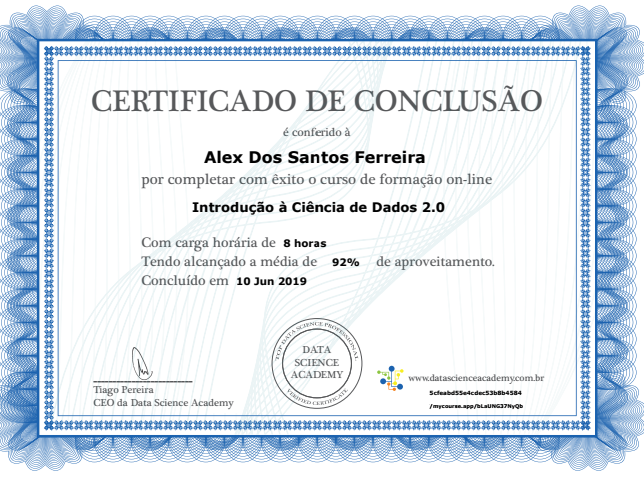 CERTIFICADO DE CONCLUSÃO
é conferido à
Alex Dos Santos Ferreira
por completar com êxito o curso de formação on-line
Introdução à Ciência de Dados 2.0
Com carga horária de 8 horas
Tendo alcançado a média de 92% de aproveitamento.
Concluído em 10 Jun 2019
Tiago Pereira
CEO da Data Science Academy
TOP DATA SCIENCE PROFESSIONAL
DATA
SCIENCE
ACADEMY
VERIFIED CERTIFICATE
www.datascienceacademy.com.br
5cfeabd55e4cdec53b8b4584
/mycourse.app/bLaUNG37NyQb